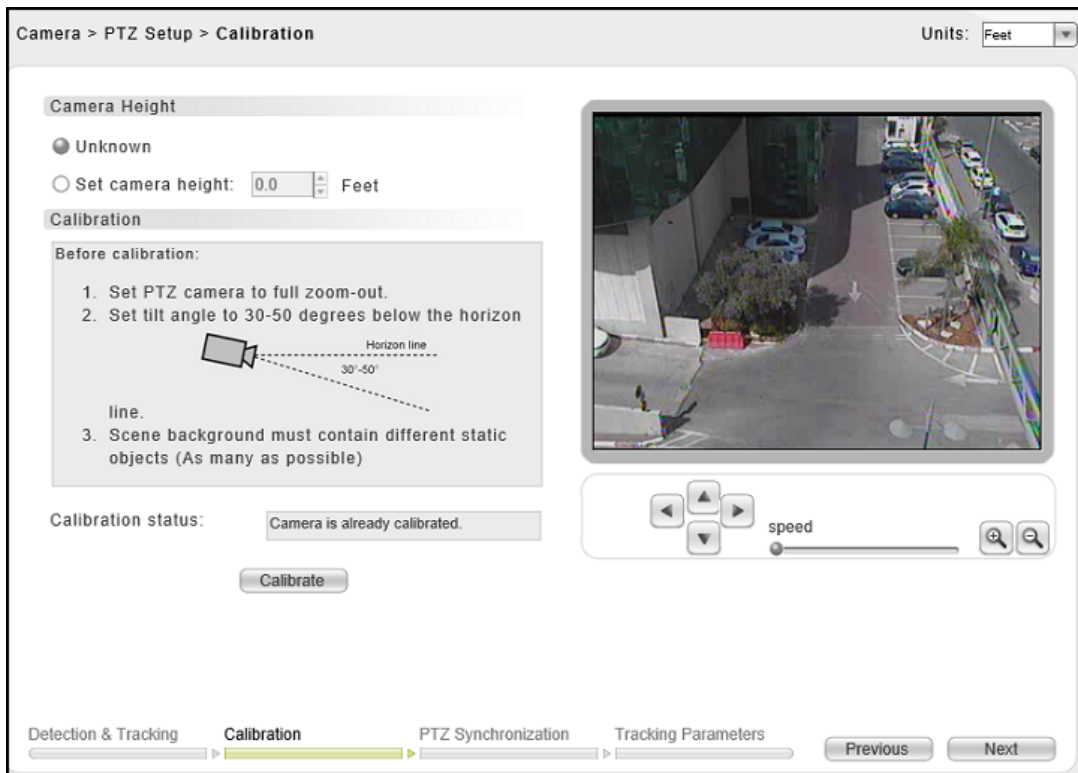 Camera > PTZ Setup > Calibration
Units: Feet
Camera Height
Unknown
Set camera height: 0.0 Feet
Calibration
Before calibration:
1. Set PTZ camera to full zoom-out.
2. Set tilt angle to 30-50 degrees below the horizon
Horizon line
30°-50°
line.
3. Scene background must contain different static
objects (As many as possible)
Calibration status: Camera is already calibrated.
Calibrate
speed
Detection & Tracking Calibration PTZ Synchronization Tracking Parameters
Previous Next